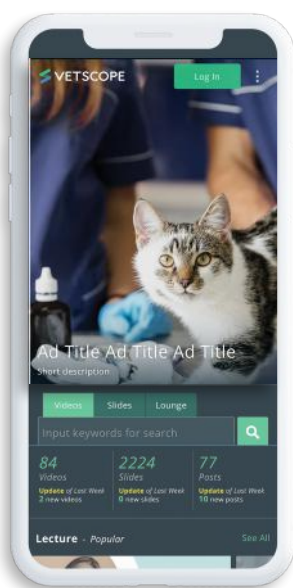 VETSCOPE
Log In
Ad Title Ad Title Ad Title
Short description
Videos Slides Lounge
Input keywords for search
84 2224 77
Videos Slides Posts
Update of Last Week Update of Last Week Update of Last Week
2 new videos 0 new slides 10 new posts
Lecture - Popular See All